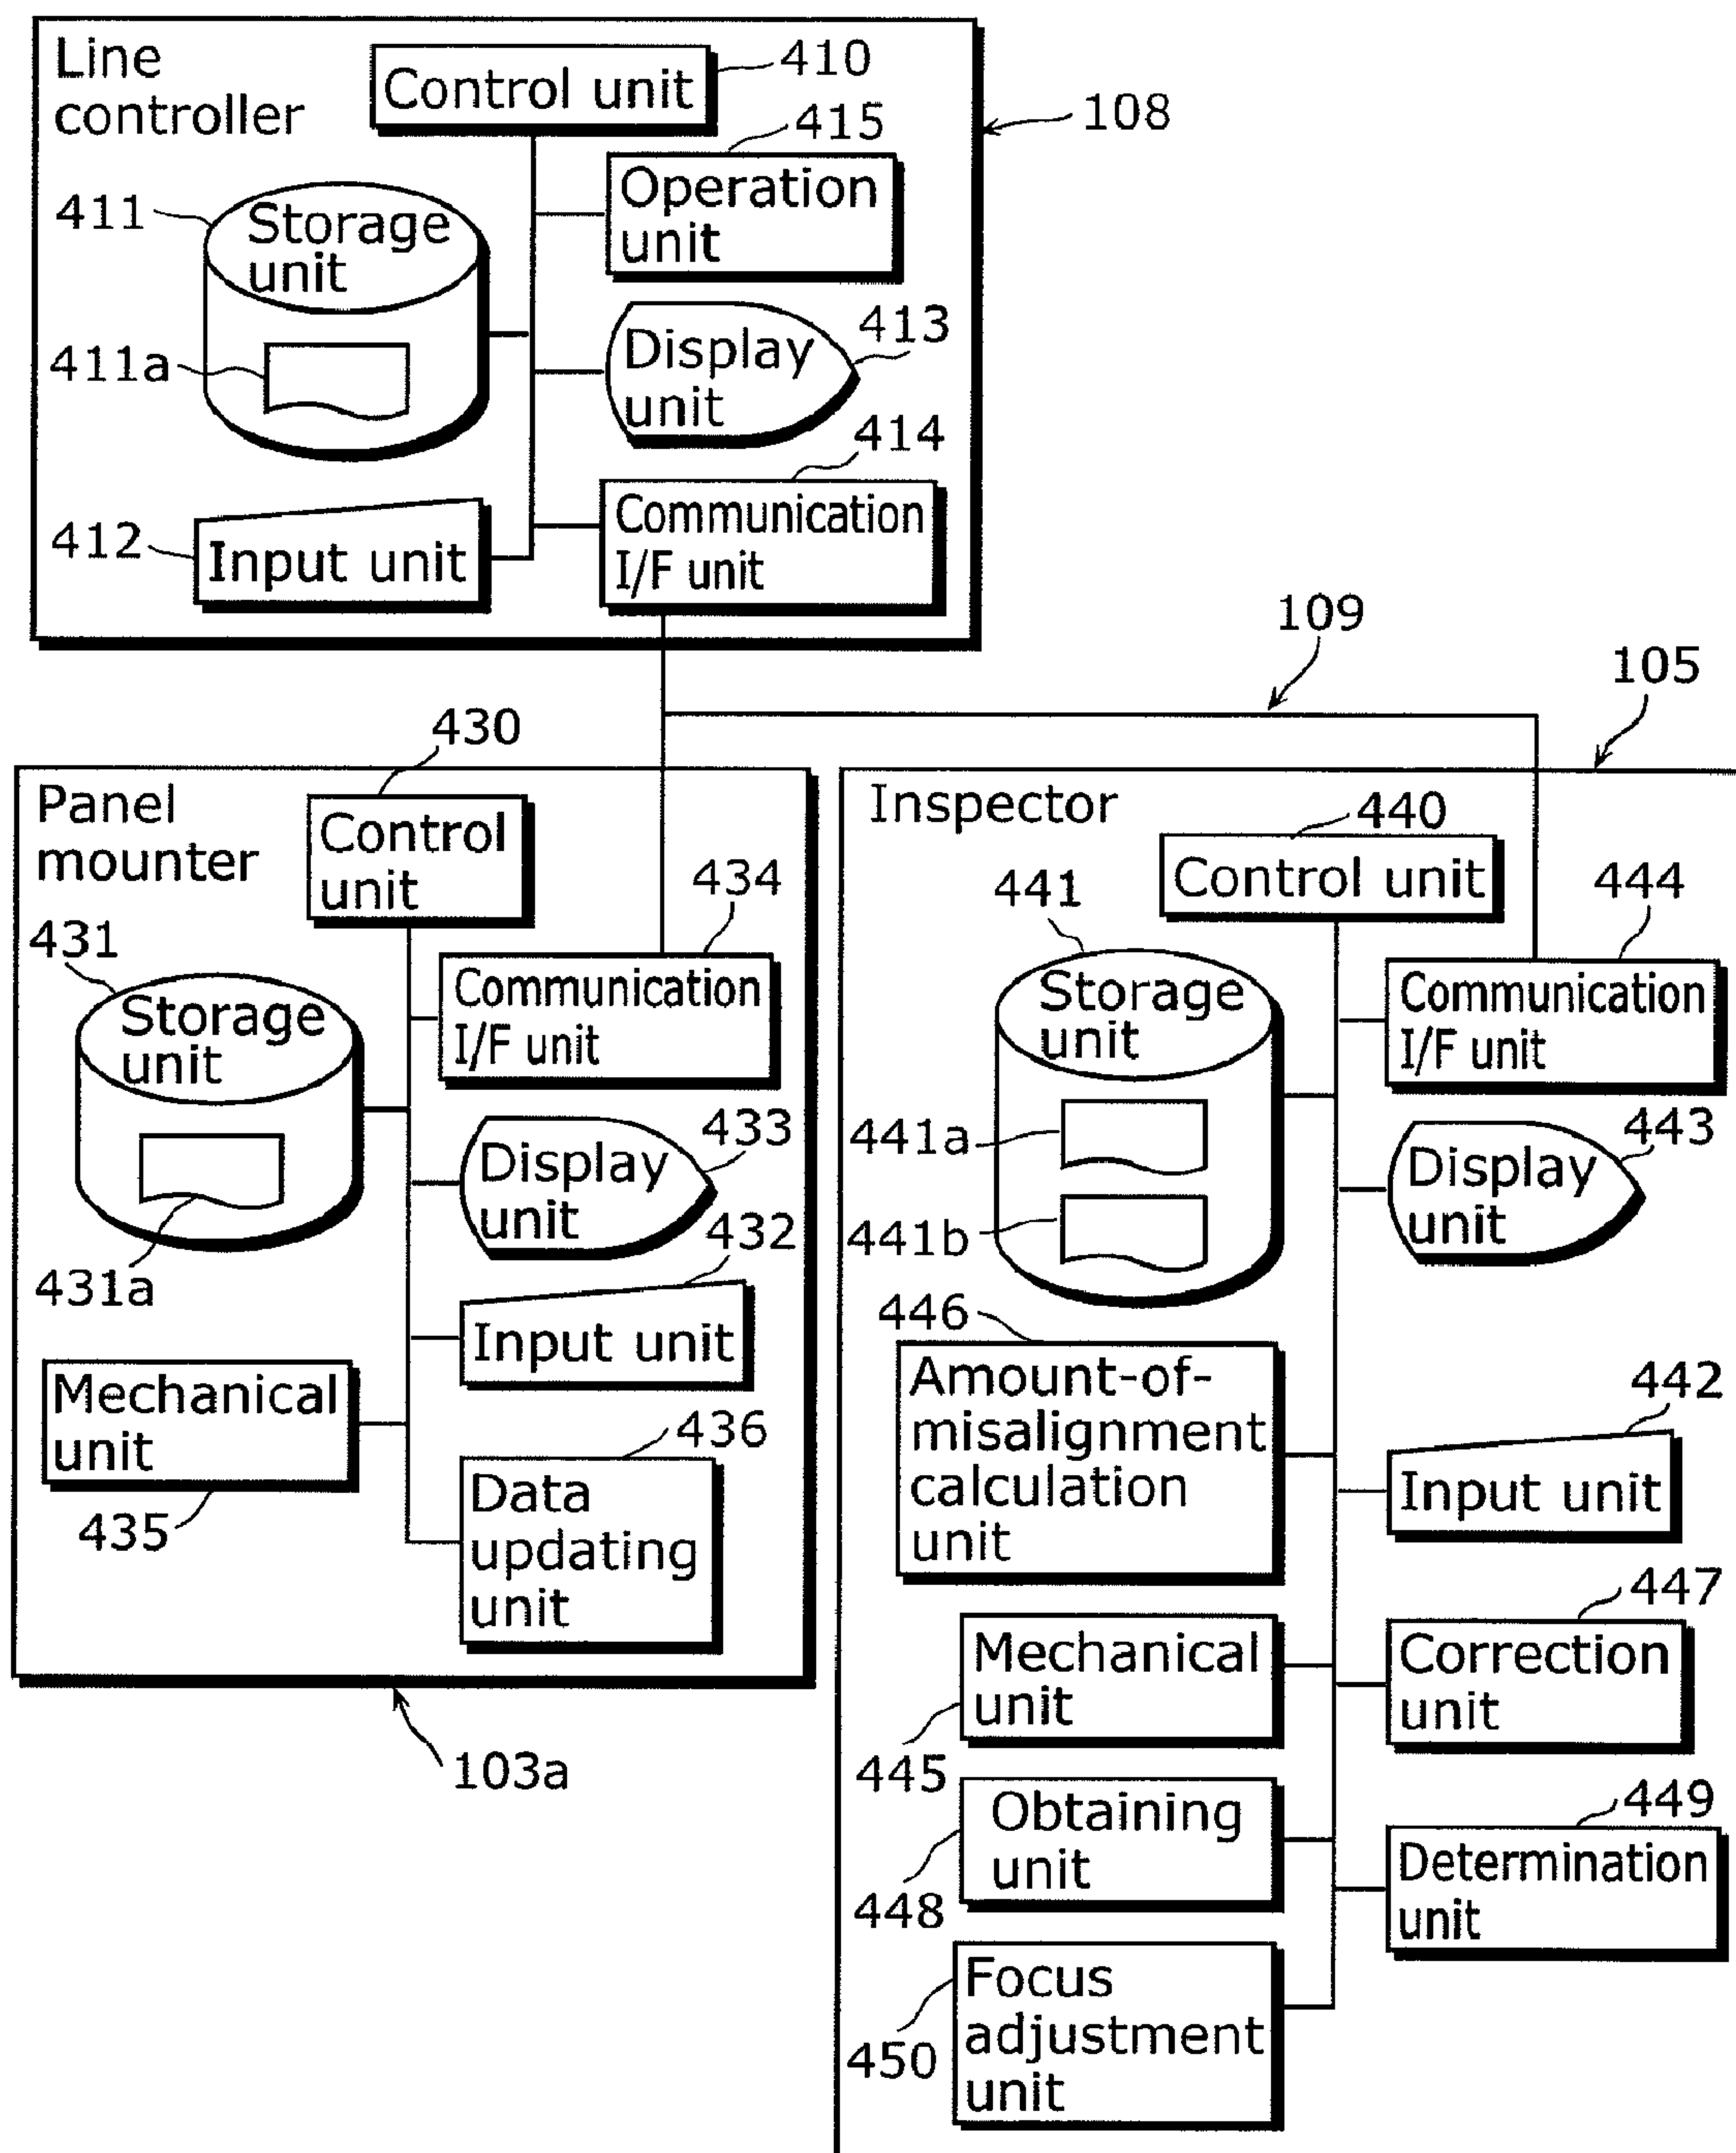 Line
controller
Control unit
410
108
415
Operation
unit
411
Storage
unit
411a
413
Display
unit
414
412
Input unit
Communication
I/F unit
109
105
430
Panel
mounter
Control
unit
434
431
Storage
unit
Communication
I/F unit
433
Display
unit
431a
432
Input unit
Mechanical
unit
435
436
Data
updating
unit
103a
Inspector
440
Control unit
441
444
Storage
unit
Communication
I/F unit
441a
443
441b
Display
unit
446
Amount-of-
misalignment
calculation
unit
442
Input unit
447
Mechanical
unit
445
Correction
unit
Obtaining
unit
448
449
Determination
unit
Focus
adjustment
unit
450